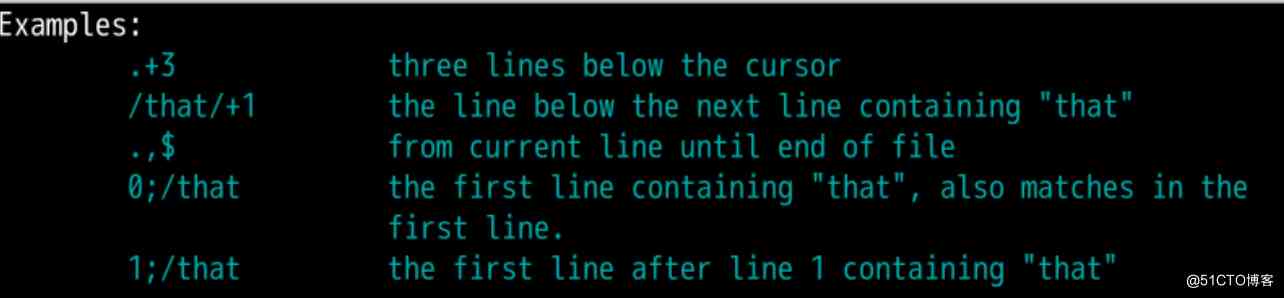 Examples:
.+3 three lines below the cursor
/that/+1 the line below the next line containing "that"
.,$ from current line until end of file
0;/that the first line containing "that", also matches in the
first line.
1;/that the first line after line 1 containing "that"
@51CTO博客